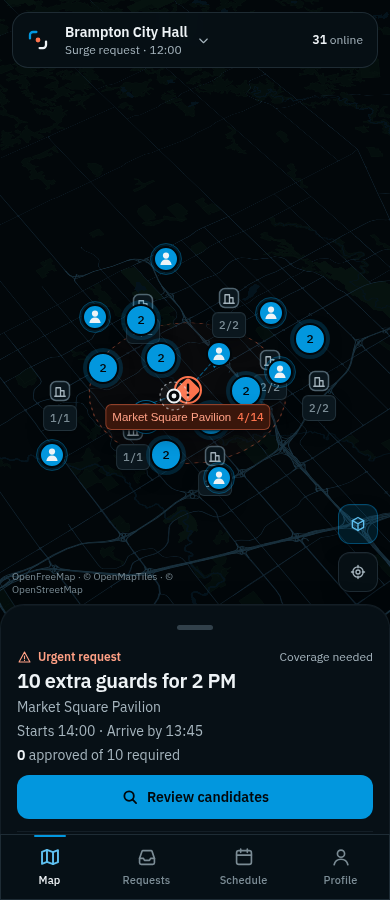 Brampton City Hall
Surge request · 12:00
31 online
2
2/2
2
2
2
2
2/2
1/1
2/2
Market Square Pavilion 4/14
1/1
2
OpenFreeMap · © OpenMapTiles · ©
OpenStreetMap
Urgent request
Coverage needed
10 extra guards for 2 PM
Market Square Pavilion
Starts 14:00 · Arrive by 13:45
0 approved of 10 required
Review candidates
Map
Requests
Schedule
Profile